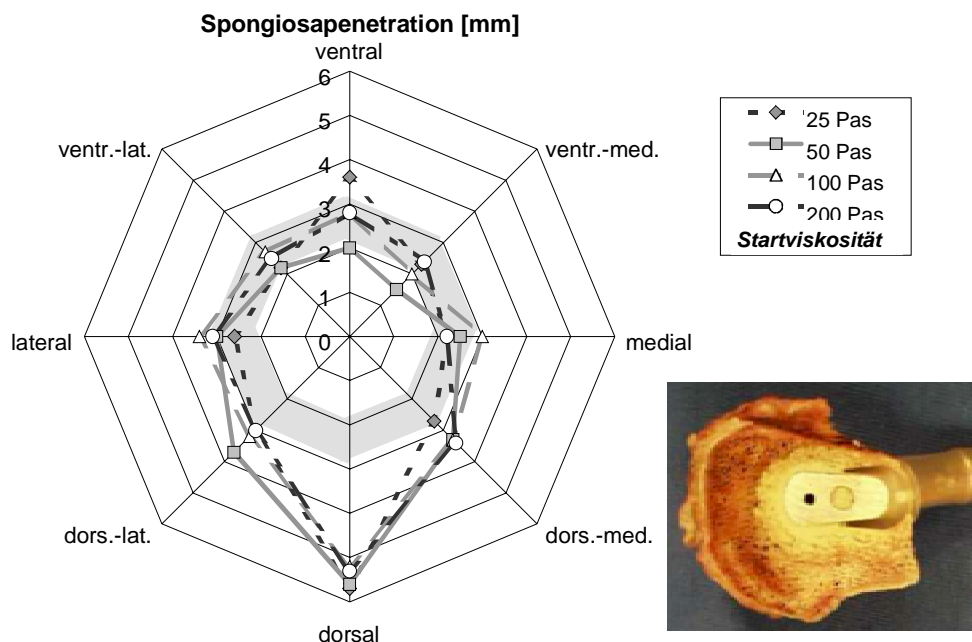 Spongiosapenetration [mm]
ventral
6
5
4
3
2
1
0
ventr.-lat.
ventr.-med.
lateral
medial
dors.-lat.
dors.-med.
dorsal
25 Pas
50 Pas
100 Pas
200 Pas
Startviskosität